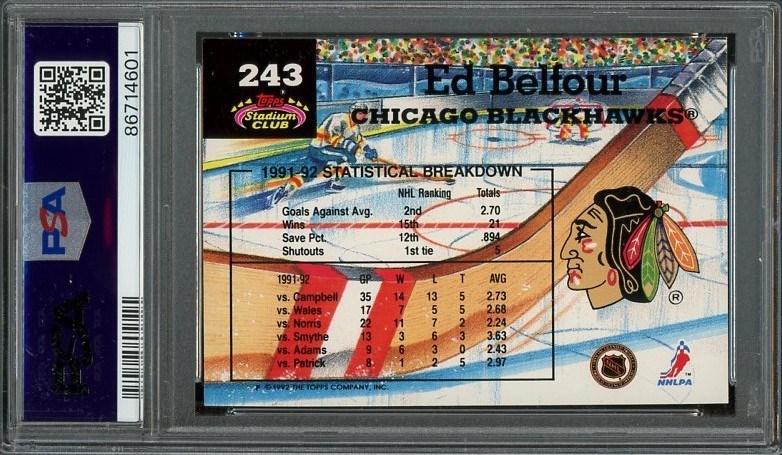 86714601
PSA
PSA
243
Topps
Stadium
CLUB
Ed Belfour
CHICAGO BLACKHAWKS®
1991-92 STATISTICAL BREAKDOWN
NHL Ranking Totals
Goals Against Avg. 2nd 2.70
Wins 15th 21
Save Pct. 12th .894
Shutouts 1st tie 5
1991-92 GP W L T AVG
vs. Campbell 35 14 13 5 2.73
vs. Wales 17 7 5 5 2.68
vs. Norris 22 11 7 2 2.24
vs. Smythe 13 3 6 3 3.63
vs. Adams 9 6 3 0 2.43
vs. Patrick 8 1 2 5 2.97
® 
NHL
NHLPA
™
P © 1992 THE TOPPS COMPANY, INC.